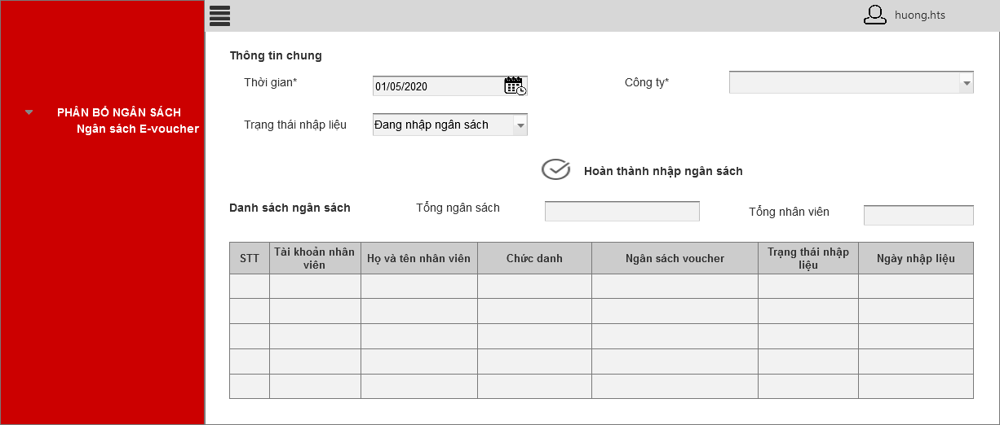 huong.hts
PHÂN BỔ NGÂN SÁCH
Ngân sách E-voucher
Thông tin chung
Thời gian*
01/05/2020
Công ty*
Trạng thái nhập liệu
Đang nhập ngân sách
Hoàn thành nhập ngân sách
Danh sách ngân sách
Tổng ngân sách
Tổng nhân viên
STT
Tài khoản nhân
viên
Họ và tên nhân viên
Chức danh
Ngân sách voucher
Trạng thái nhập
liệu
Ngày nhập liệu